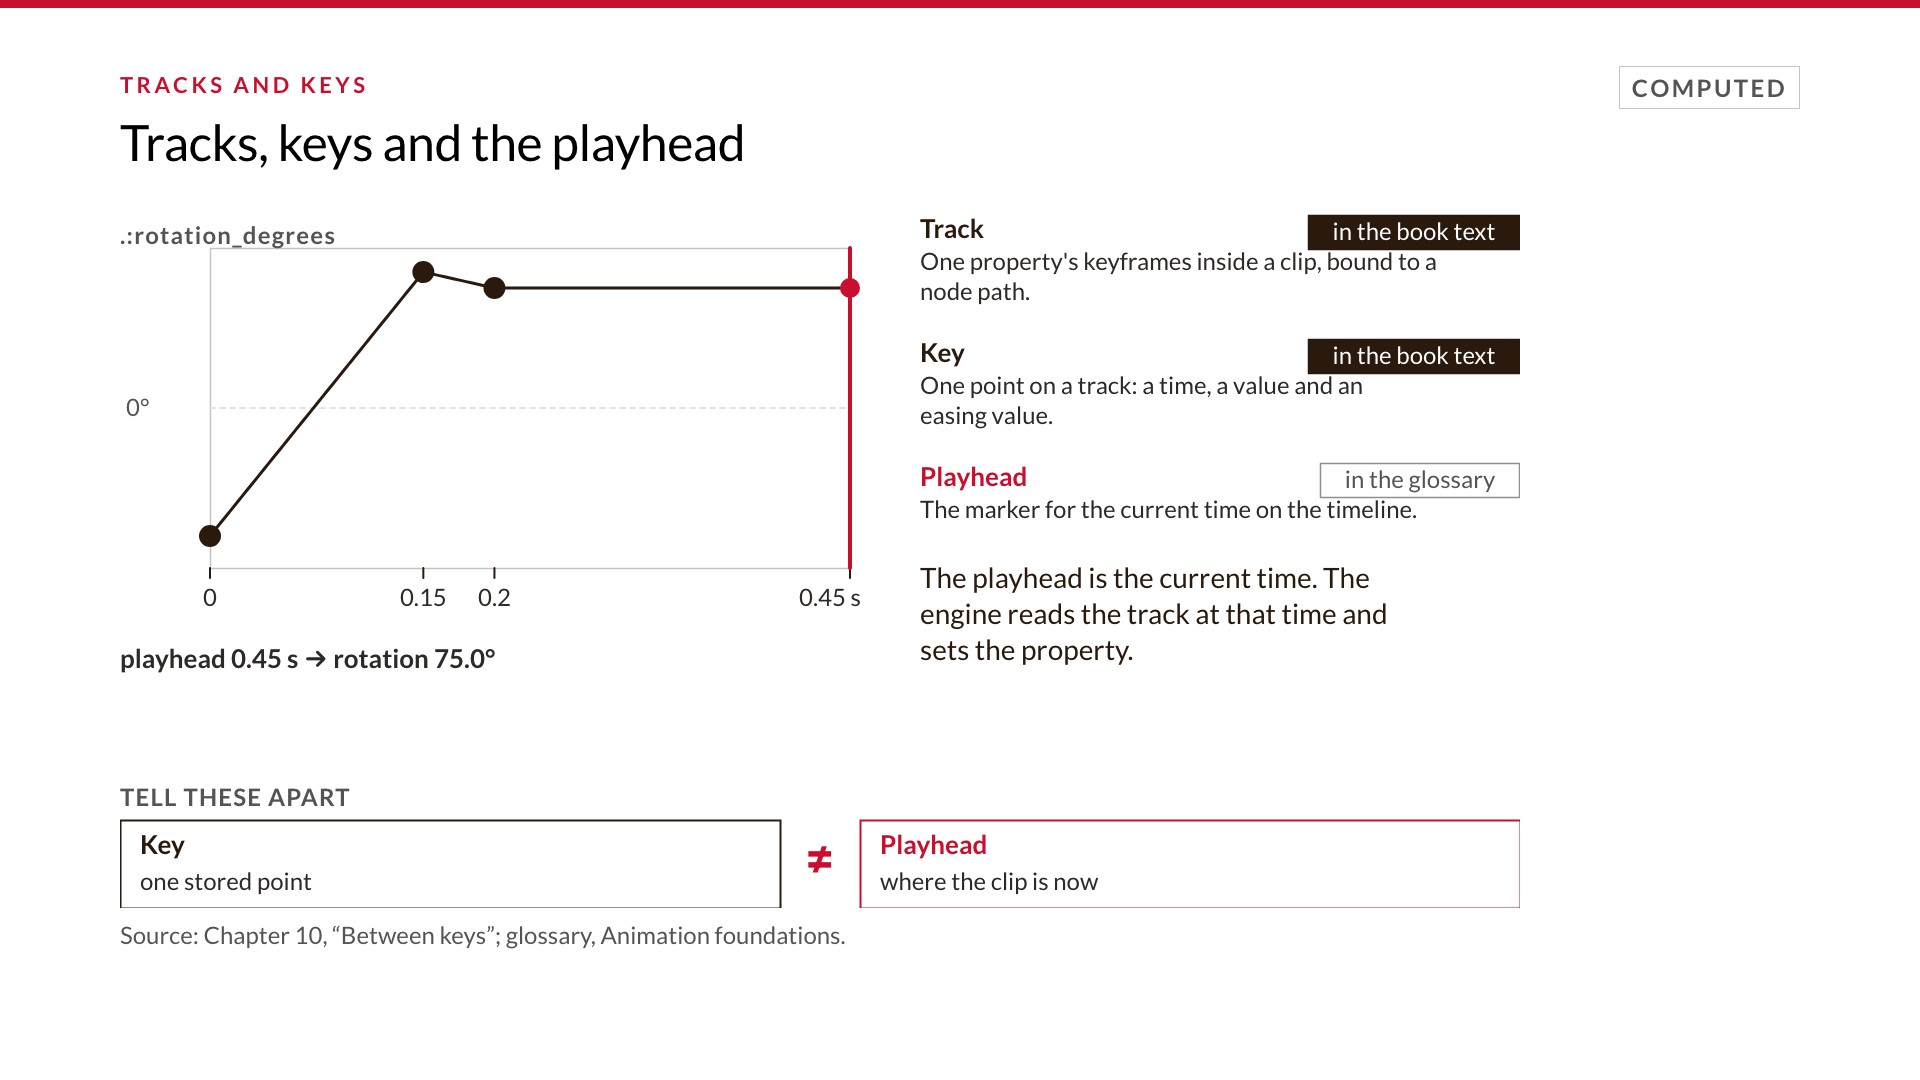 TRACKS AND KEYS
COMPUTED
Tracks, keys and the playhead
.:rotation_degrees
0°
0
0.15
0.2
0.45 s
playhead 0.45 s → rotation 75.0°
Track
in the book text
One property's keyframes inside a clip, bound to a
node path.
Key
in the book text
One point on a track: a time, a value and an
easing value.
Playhead
in the glossary
The marker for the current time on the timeline.
The playhead is the current time. The
engine reads the track at that time and
sets the property.
TELL THESE APART
Key
one stored point
≠
Playhead
where the clip is now
Source: Chapter 10, “Between keys”; glossary, Animation foundations.